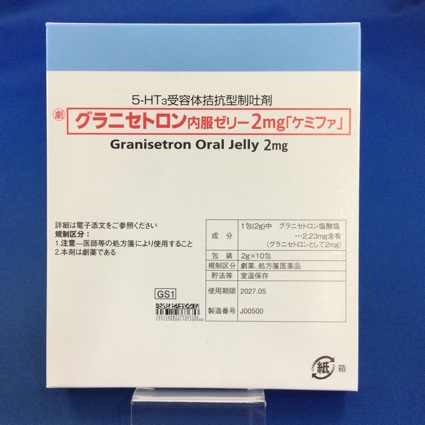 5-HT₃受容体拮抗型制吐剤
劇 グラニセトロン内服ゼリー2mg「ケミファ」
Granisetron Oral Jelly 2mg
詳細は電子添文をご参照ください
規制区分：
1.注意―医師等の処方箋により使用すること
2.本剤は劇薬である
成分 1包(2g)中 グラニセトロン塩酸塩
…2.23mg含有
(グラニセトロンとして2mg)
包装 2g×10包
規制区分 劇薬、処方箋医薬品
貯法等 室温保存
使用期限 2027.05
製造番号 J00500
GS1
紙 箱